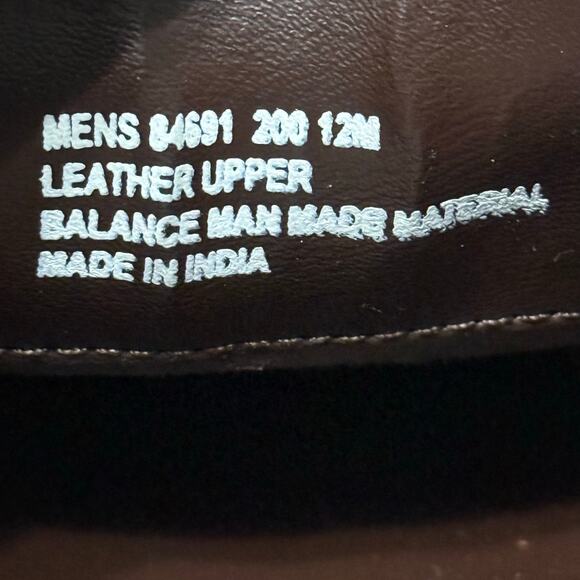 MENS 84691 200 12M
LEATHER UPPER
BALANCE MAN MADE MATERIAL
MADE IN INDIA